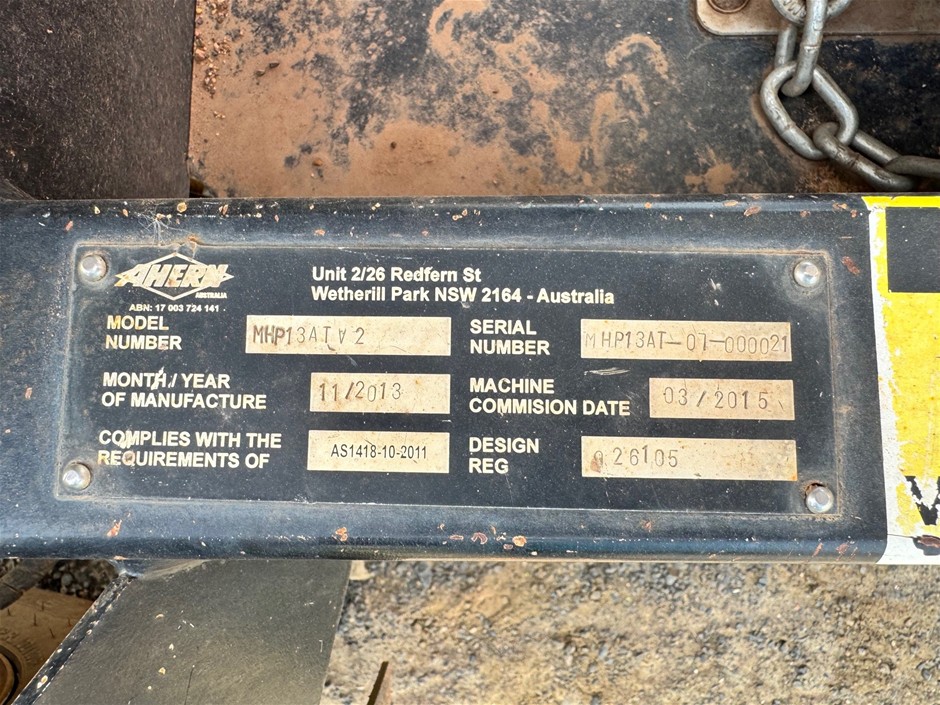 AHERN
AUSTRALIA
ABN: 17 003 724 141
Unit 2/26 Redfern St
Wetherill Park NSW 2164 - Australia
MODEL NUMBER MHP13AT V2
SERIAL NUMBER MHP13AT-07-000021
MONTH / YEAR OF MANUFACTURE 11/2013
MACHINE COMMISION DATE 03/2015
COMPLIES WITH THE REQUIREMENTS OF AS1418-10-2011
DESIGN REG 026105